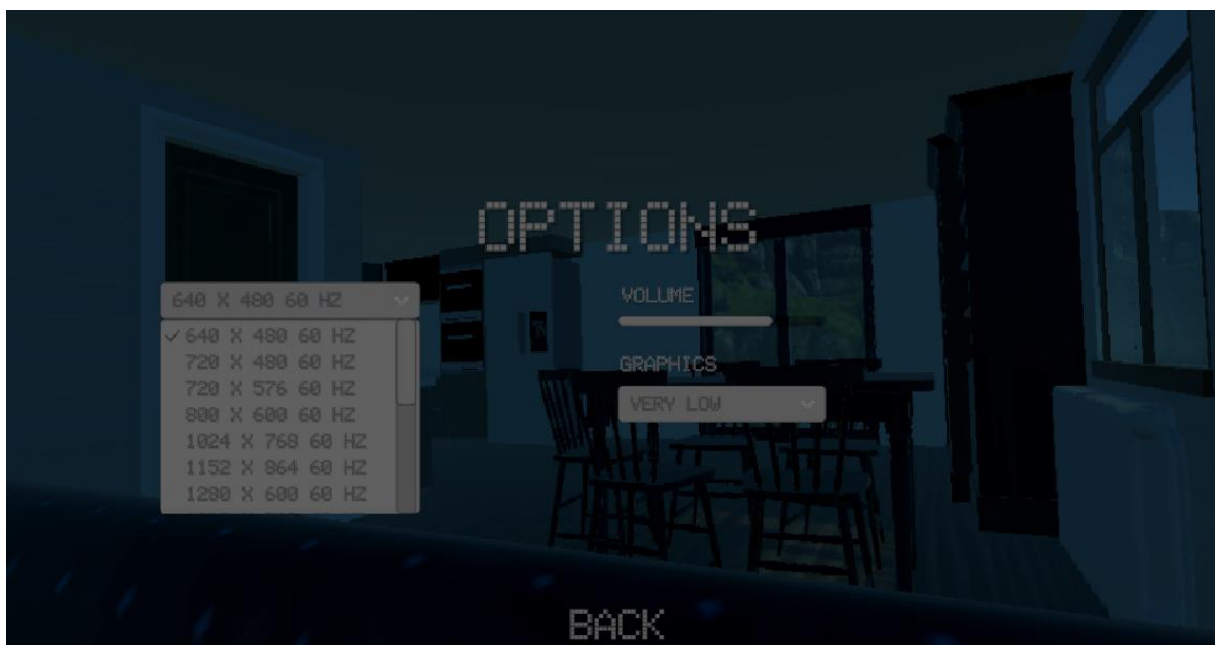 OPTIONS
640 X 480 60 HZ
640 X 480 60 HZ
720 X 480 60 HZ
720 X 576 60 HZ
800 X 600 60 HZ
1024 X 768 60 HZ
1152 X 864 60 HZ
1280 X 600 60 HZ
VOLUME
GRAPHICS
VERY LOW
BACK